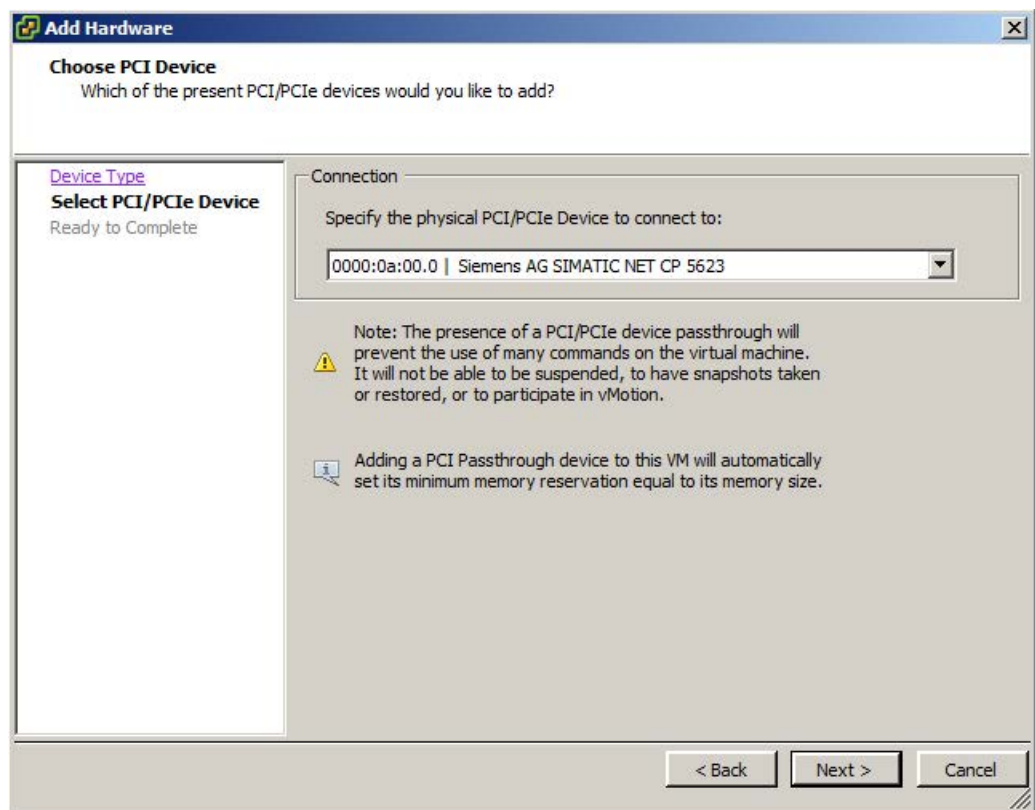 Add Hardware
Choose PCI Device
Which of the present PCI/PCIe devices would you like to add?
Device Type
Select PCI/PCIe Device
Ready to Complete
Connection
Specify the physical PCI/PCIe Device to connect to:
0000:0a:00.0 | Siemens AG SIMATIC NET CP 5623
Note: The presence of a PCI/PCIe device passthrough will
prevent the use of many commands on the virtual machine.
It will not be able to be suspended, to have snapshots taken
or restored, or to participate in vMotion.
Adding a PCI Passthrough device to this VM will automatically
set its minimum memory reservation equal to its memory size.
< Back
Next >
Cancel